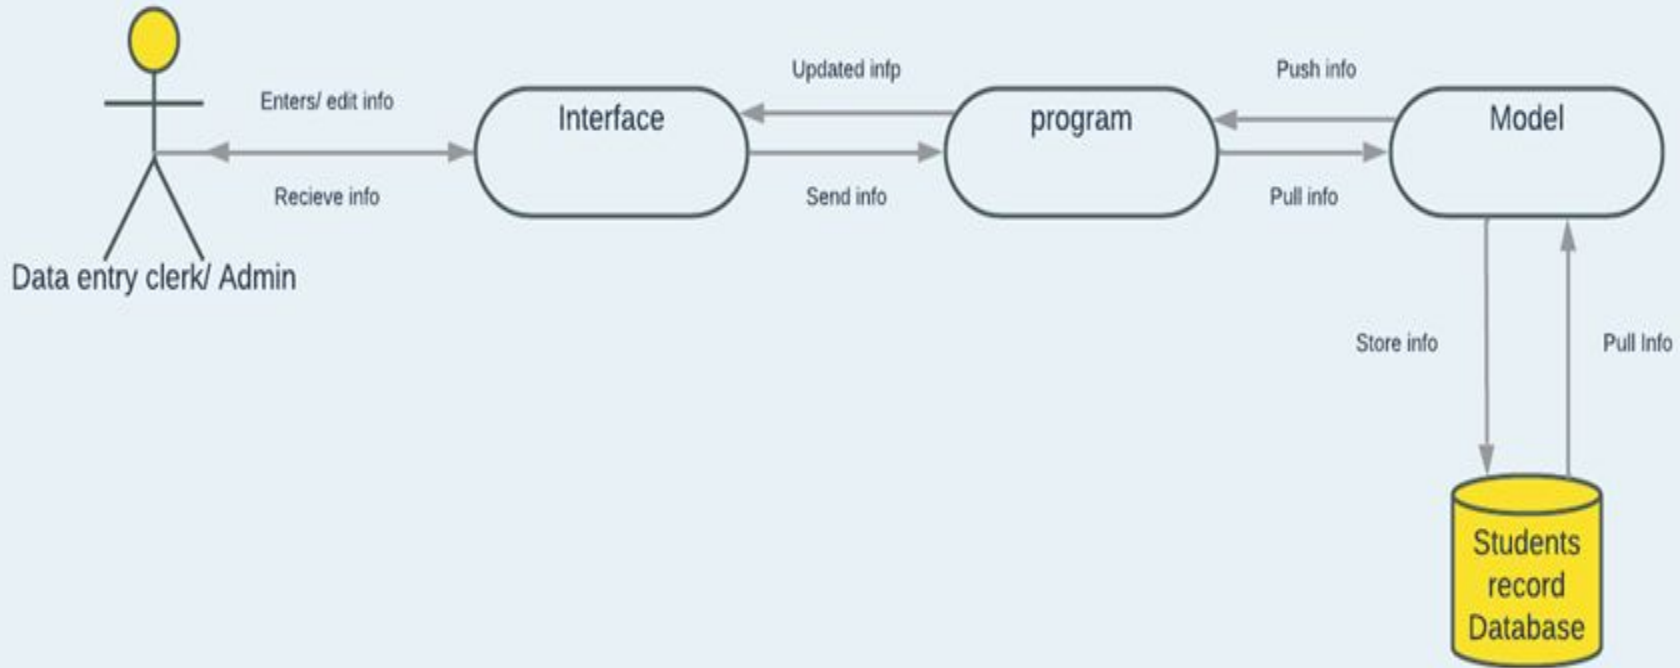 Enters/ edit info
Recieve info
Data entry clerk/ Admin
Interface
Updated infp
Send info
program
Push info
Pull info
Model
Store info
Pull Info
Students
record
Database